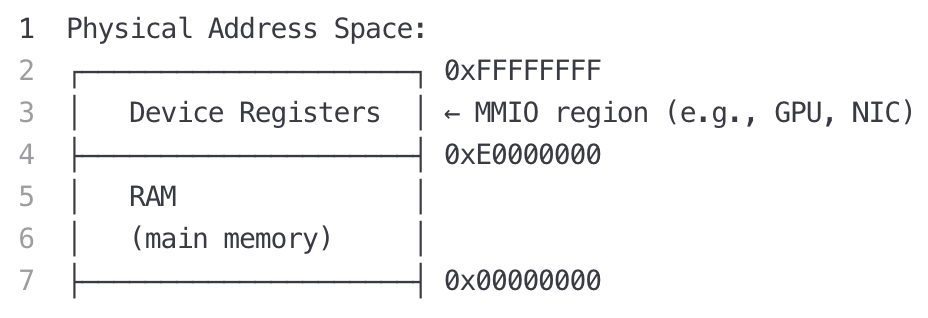 1 Physical Address Space:
2 ┌──────────────────────┐ 0xFFFFFFFF
3 │   Device Registers   │ ← MMIO region (e.g., GPU, NIC)
4 ├──────────────────────┤ 0xE0000000
5 │   RAM                │
6 │   (main memory)      │
7 ├──────────────────────┤ 0x00000000